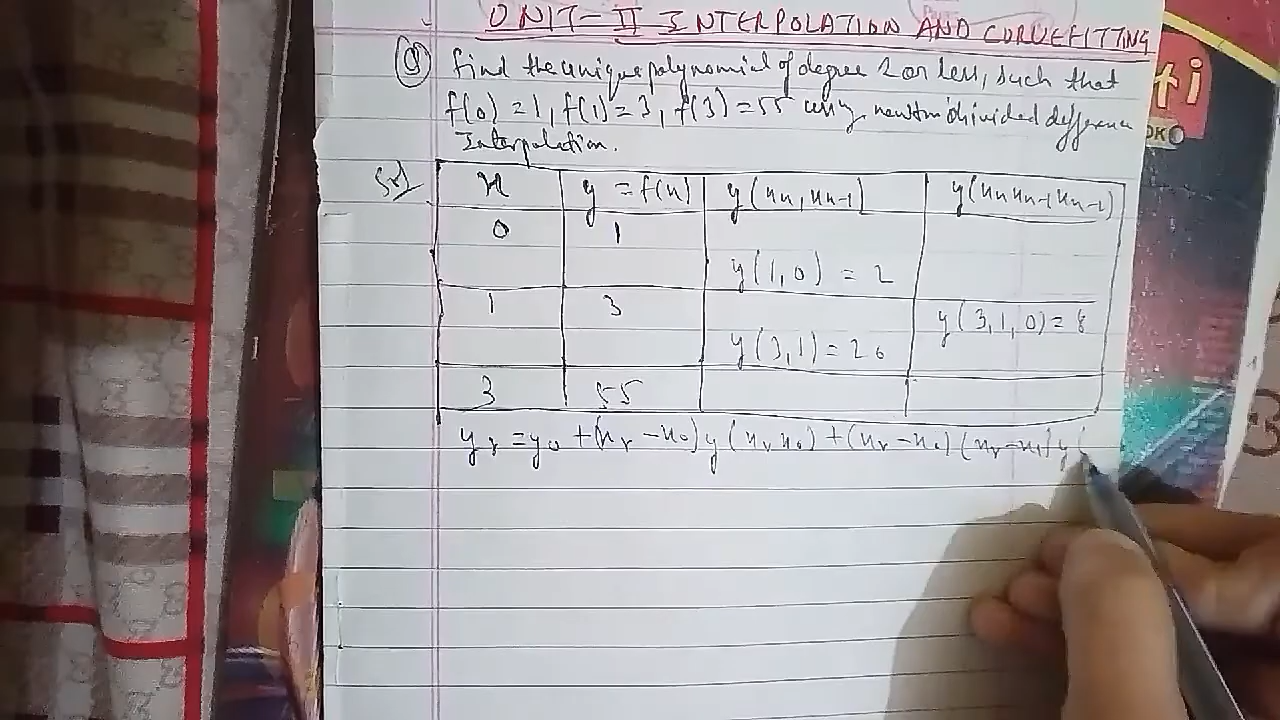 UNIT-II INTERPOLATION AND CURVEFITTING
Q) find the unique polynomial of degree 2 or less, such that
f(0) = 1, f(1) = 3, f(3) = 55 using newton divided difference
Interpolation.
Sol
x y = f(x) y(xn, xn-1) y(xn xn-1 xn-2)
0 1
y(1,0) = 2
1 3 y(3,1,0) = 8
y(3,1) = 26
3 55
yr = y0 + (xr - x0) y(xr x0) + (xr - x0) (xr - x1) y(
ti
OK